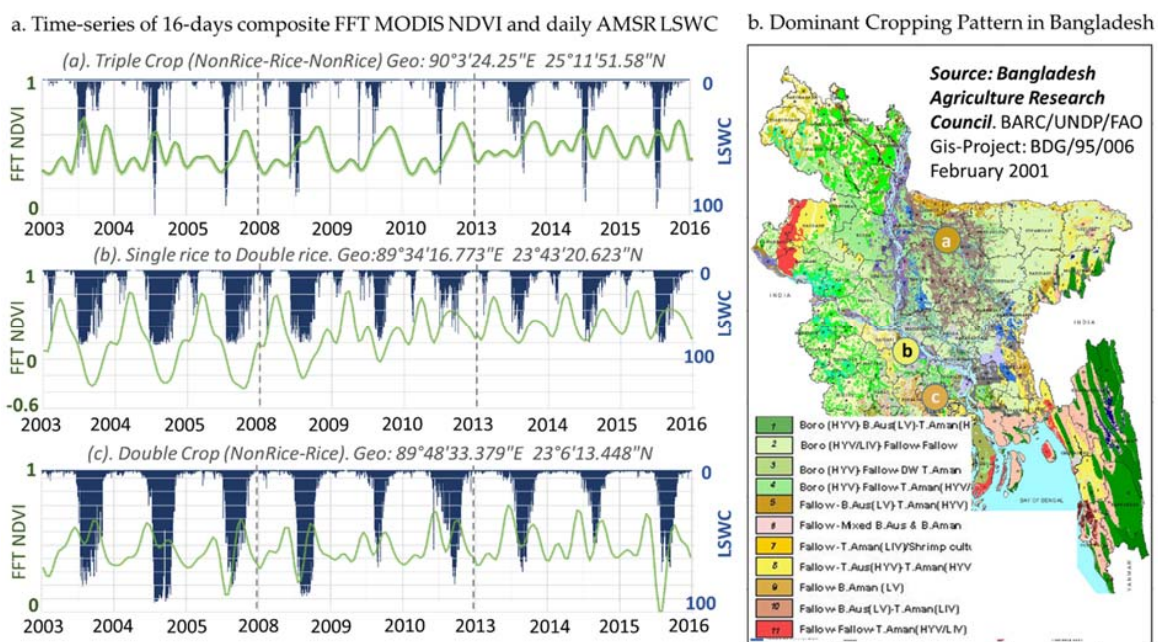 a. Time-series of 16-days composite FFT MODIS NDVI and daily AMSR LSWC
(a). Triple Crop (NonRice-Rice-NonRice) Geo: 90°3'24.25"E 25°11'51.58"N
1
0
FFT NDVI
LSWC
0
100
2003 2004 2006 2008 2009 2010 2012 2013 2014 2015 2016
(b). Single rice to Double rice. Geo:89°34'16.773"E 23°43'20.623"N
1
0
FFT NDVI
LSWC
0
100
-0.6
2003 2004 2006 2008 2009 2010 2012 2013 2014 2015 2016
(c). Double Crop (NonRice-Rice). Geo: 89°48'33.379"E 23°6'13.448"N
1
0
FFT NDVI
LSWC
0
100
2003 2004 2006 2008 2009 2010 2012 2013 2014 2015 2016
b. Dominant Cropping Pattern in Bangladesh
Source: Bangladesh
Agriculture Research
Council. BARC/UNDP/FAO
Gis-Project: BDG/95/006
February 2001
a
b
c
INDIA
INDIA
BAY OF BENGAL
MYANMAR
1 Boro (HYV)-B.Aus(LV)-T.Aman(H
2 Boro (HYV/LIV)-Fallow-Fallow
3 Boro (HYV)-Fallow-DW T.Aman
4 Boro (HYV)-Fallow-T.Aman(HYV/
5 Fallow-B.Aus(LV)-T.Aman(HYV)
6 Fallow-Mixed B.Aus & B.Aman
7 Fallow-T.Aman(LIV)/Shrimp cultu
8 Fallow-T.Aus(HYV)-T.Aman(HYV
9 Fallow-B.Aman (LV)
10 Fallow-B.Aus(LV)-T.Aman(LIV)
11 Fallow-Fallow-T.Aman(HYV/LIV)